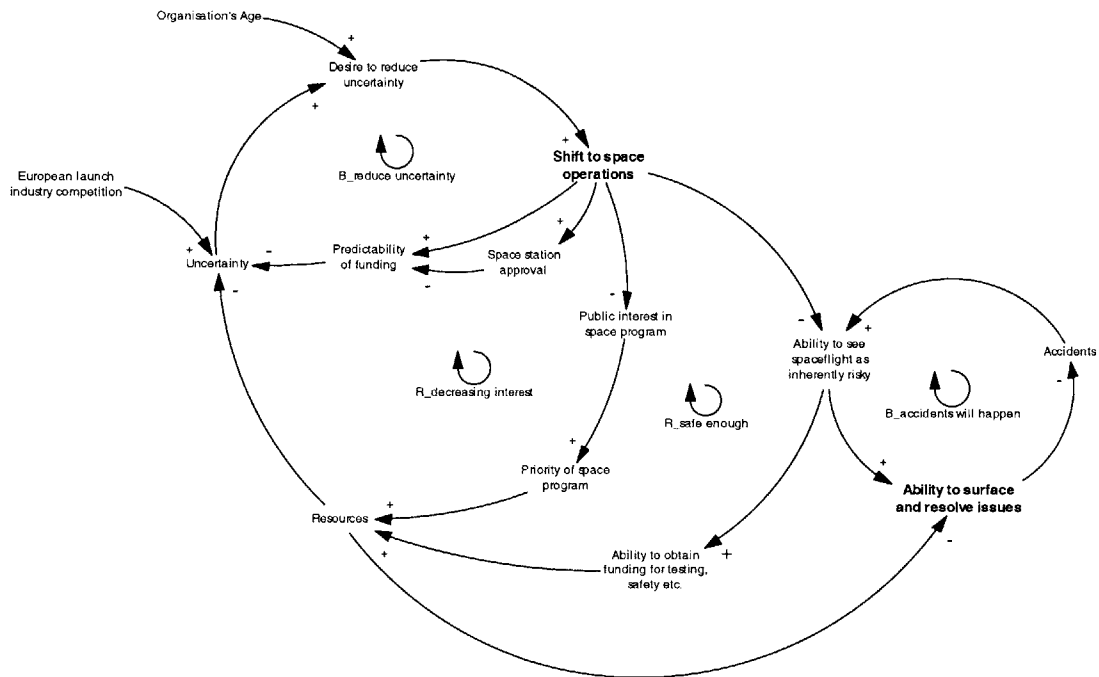 Organisation's Age
+
Desire to reduce
uncertainty
+
+
Shift to space
operations
B_reduce uncertainty
European launch
industry competition
+
Uncertainty
-
Predictability
of funding
+
-
+
Space station
approval
-
-
Public interest in
space program
-
Ability to see
spaceflight as
inherently risky
+
Accidents
-
R_decreasing interest
R_safe enough
B_accidents will happen
+
Priority of space
program
+
Ability to surface
and resolve issues
-
Resources
+
+
Ability to obtain
funding for testing,
safety etc.
+